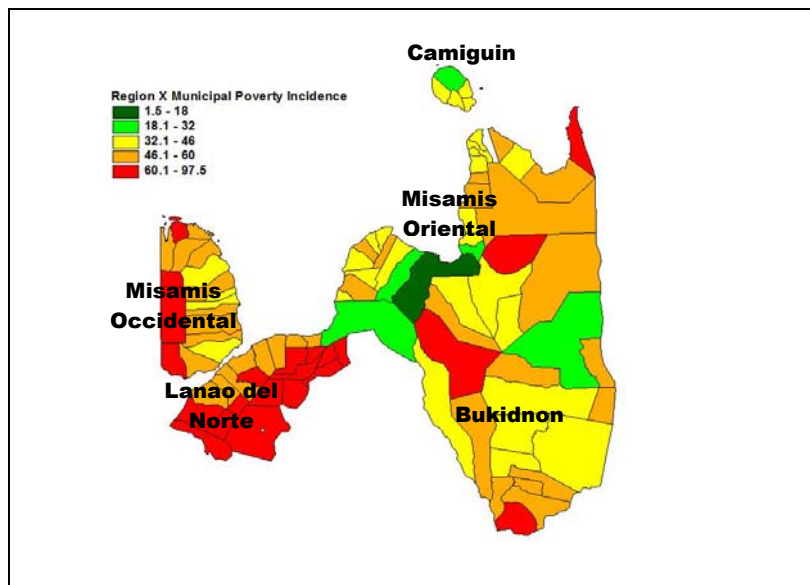 Camiguin
Region X Municipal Poverty Incidence
1.5 - 18
18.1 - 32
32.1 - 46
46.1 - 60
60.1 - 97.5
Misamis
Oriental
Misamis
Occidental
Lanao del
Norte
Bukidnon